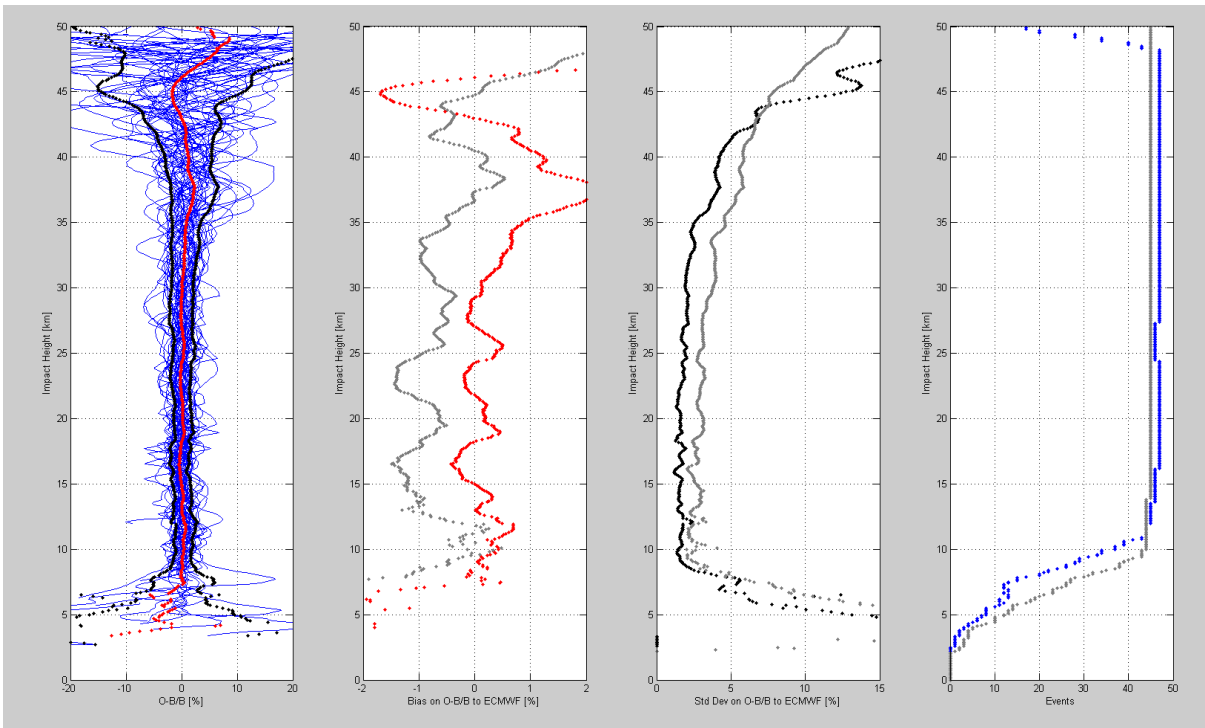 50 50 50 50
45 45 45 45
40 40 40 40
35 35 35 35
30 30 30 30
25 25 25 25
20 20 20 20
15 15 15 15
10 10 10 10
5 5 5 5
0 0 0 0
Impact Height [km] Impact Height [km] Impact Height [km] Impact Height [km]
-20 -10 0 10 20 -2 -1 0 1 2 0 5 10 15 0 10 20 30 40 50
O-B/B [%] Bias on O-B/B to ECMWF [%] Std Dev on O-B/B to ECMWF [%] Events